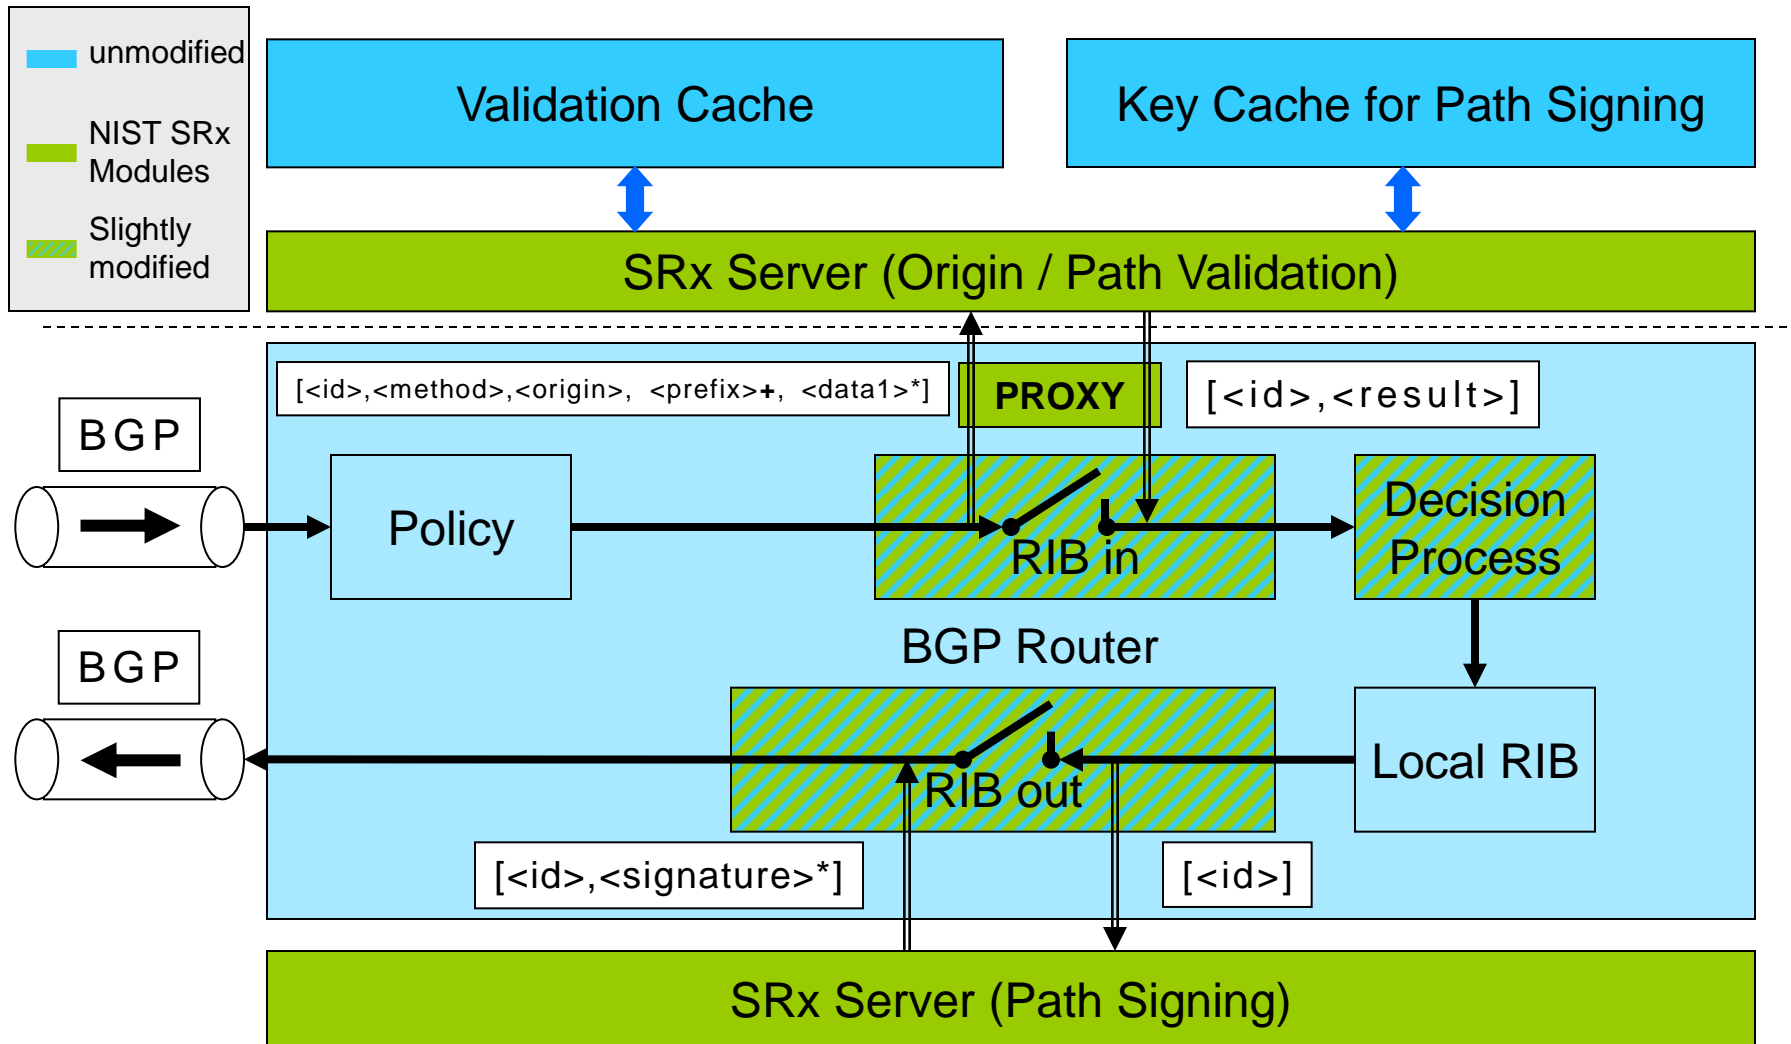 unmodified
NIST SRx
Modules
Slightly
modified
Validation Cache
Key Cache for Path Signing
SRx Server (Origin / Path Validation)
[<id>,<method>,<origin>, <prefix>+, <data1>*]
PROXY
[<id>,<result>]
BGP
Policy
RIB in
Decision
Process
BGP Router
BGP
RIB out
Local RIB
[<id>,<signature>*]
[<id>]
SRx Server (Path Signing)